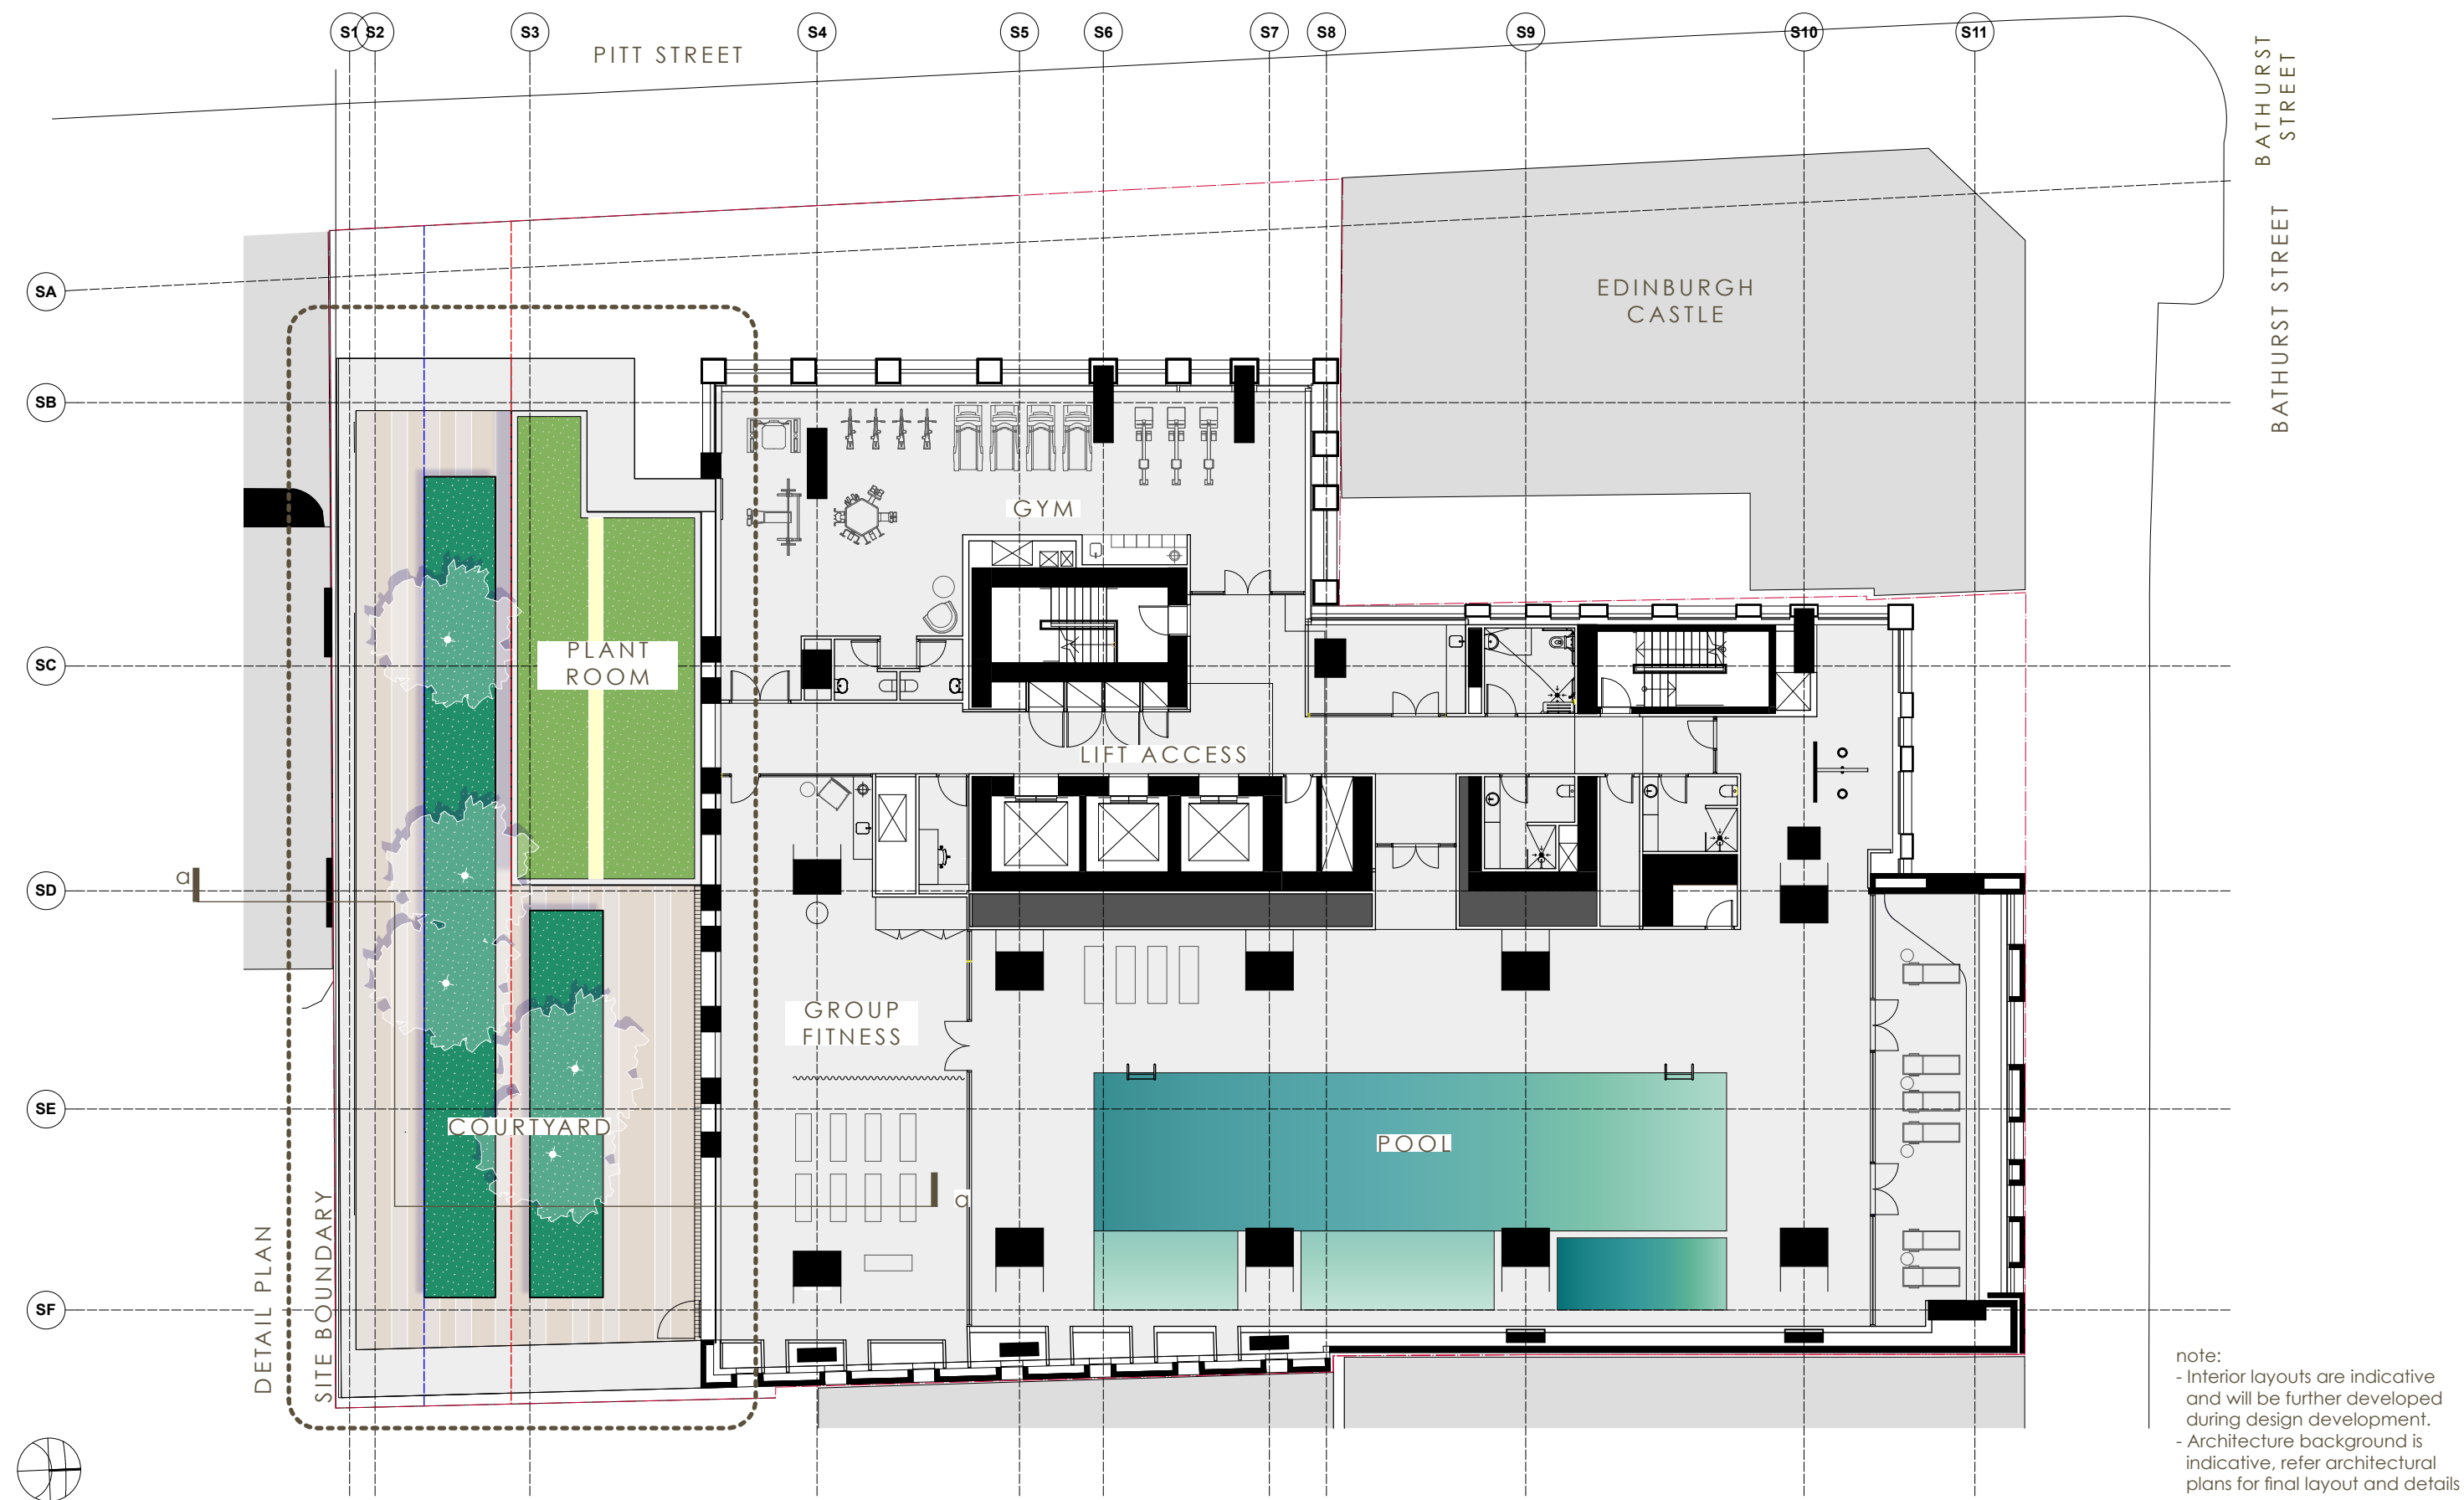 S1
S2
S3
S4
S5
S6
S7
S8
S9
S10
S11
PITT STREET
BATHURST
STREET
BATHURST STREET
SA
SB
SC
SD
SE
SF
EDINBURGH
CASTLE
GYM
PLANT
ROOM
LIFT ACCESS
a
GROUP
FITNESS
COURTYARD
POOL
a
DETAIL PLAN
SITE BOUNDARY
note:
- Interior layouts are indicative
and will be further developed
during design development.
- Architecture background is
indicative, refer architectural
plans for final layout and details